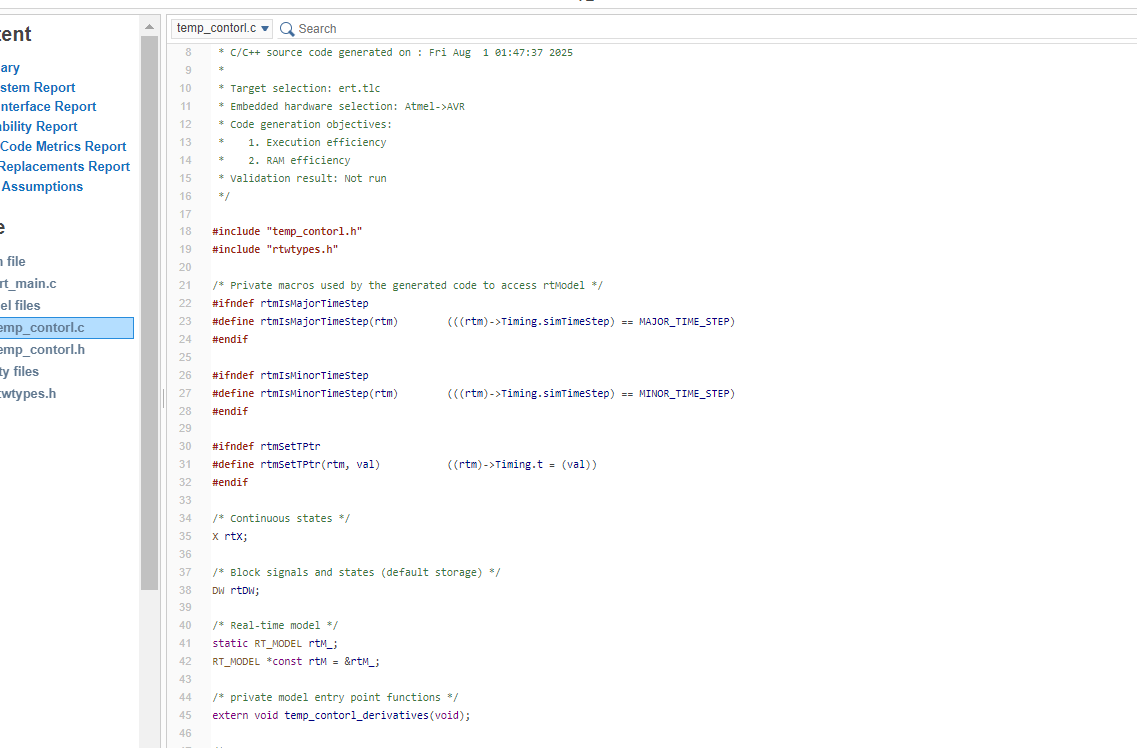 tent
ary
stem Report
nterface Report
bility Report
Code Metrics Report
Replacements Report
Assumptions
e
n file
rt_main.c
el files
emp_contorl.c
emp_contorl.h
ty files
twtypes.h
temp_contorl.c Search
8 * C/C++ source code generated on : Fri Aug  1 01:47:37 2025
9 *
10 * Target selection: ert.tlc
11 * Embedded hardware selection: Atmel->AVR
12 * Code generation objectives:
13 *    1. Execution efficiency
14 *    2. RAM efficiency
15 * Validation result: Not run
16 */
17
18 #include "temp_contorl.h"
19 #include "rtwtypes.h"
20
21 /* Private macros used by the generated code to access rtModel */
22 #ifndef rtmIsMajorTimeStep
23 #define rtmIsMajorTimeStep(rtm)        (((rtm)->Timing.simTimeStep) == MAJOR_TIME_STEP)
24 #endif
25
26 #ifndef rtmIsMinorTimeStep
27 #define rtmIsMinorTimeStep(rtm)        (((rtm)->Timing.simTimeStep) == MINOR_TIME_STEP)
28 #endif
29
30 #ifndef rtmSetTPtr
31 #define rtmSetTPtr(rtm, val)           ((rtm)->Timing.t = (val))
32 #endif
33
34 /* Continuous states */
35 X rtX;
36
37 /* Block signals and states (default storage) */
38 DW rtDW;
39
40 /* Real-time model */
41 static RT_MODEL rtM_;
42 RT_MODEL *const rtM = &rtM_;
43
44 /* private model entry point functions */
45 extern void temp_contorl_derivatives(void);
46